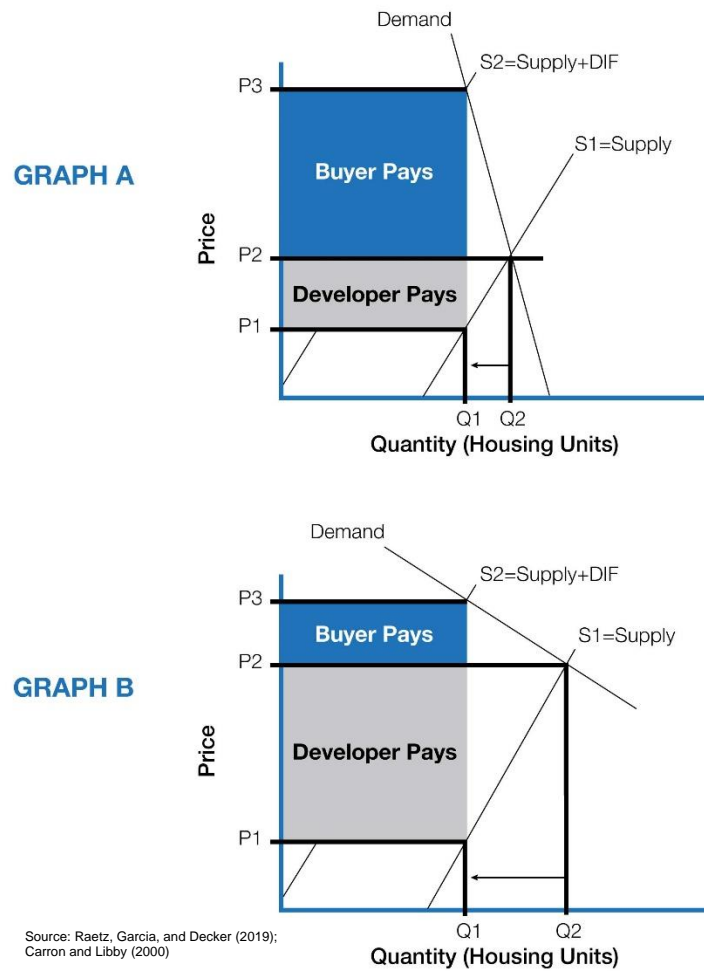 Demand
P3
S2=Supply+DIF
S1=Supply
GRAPH A
Buyer Pays
Price
P2
Developer Pays
P1
Q1 Q2
Quantity (Housing Units)
Demand
P3
S2=Supply+DIF
Buyer Pays
S1=Supply
P2
GRAPH B
Price
Developer Pays
P1
Q1 Q2
Source: Raetz, Garcia, and Decker (2019);
Carron and Libby (2000)
Quantity (Housing Units)